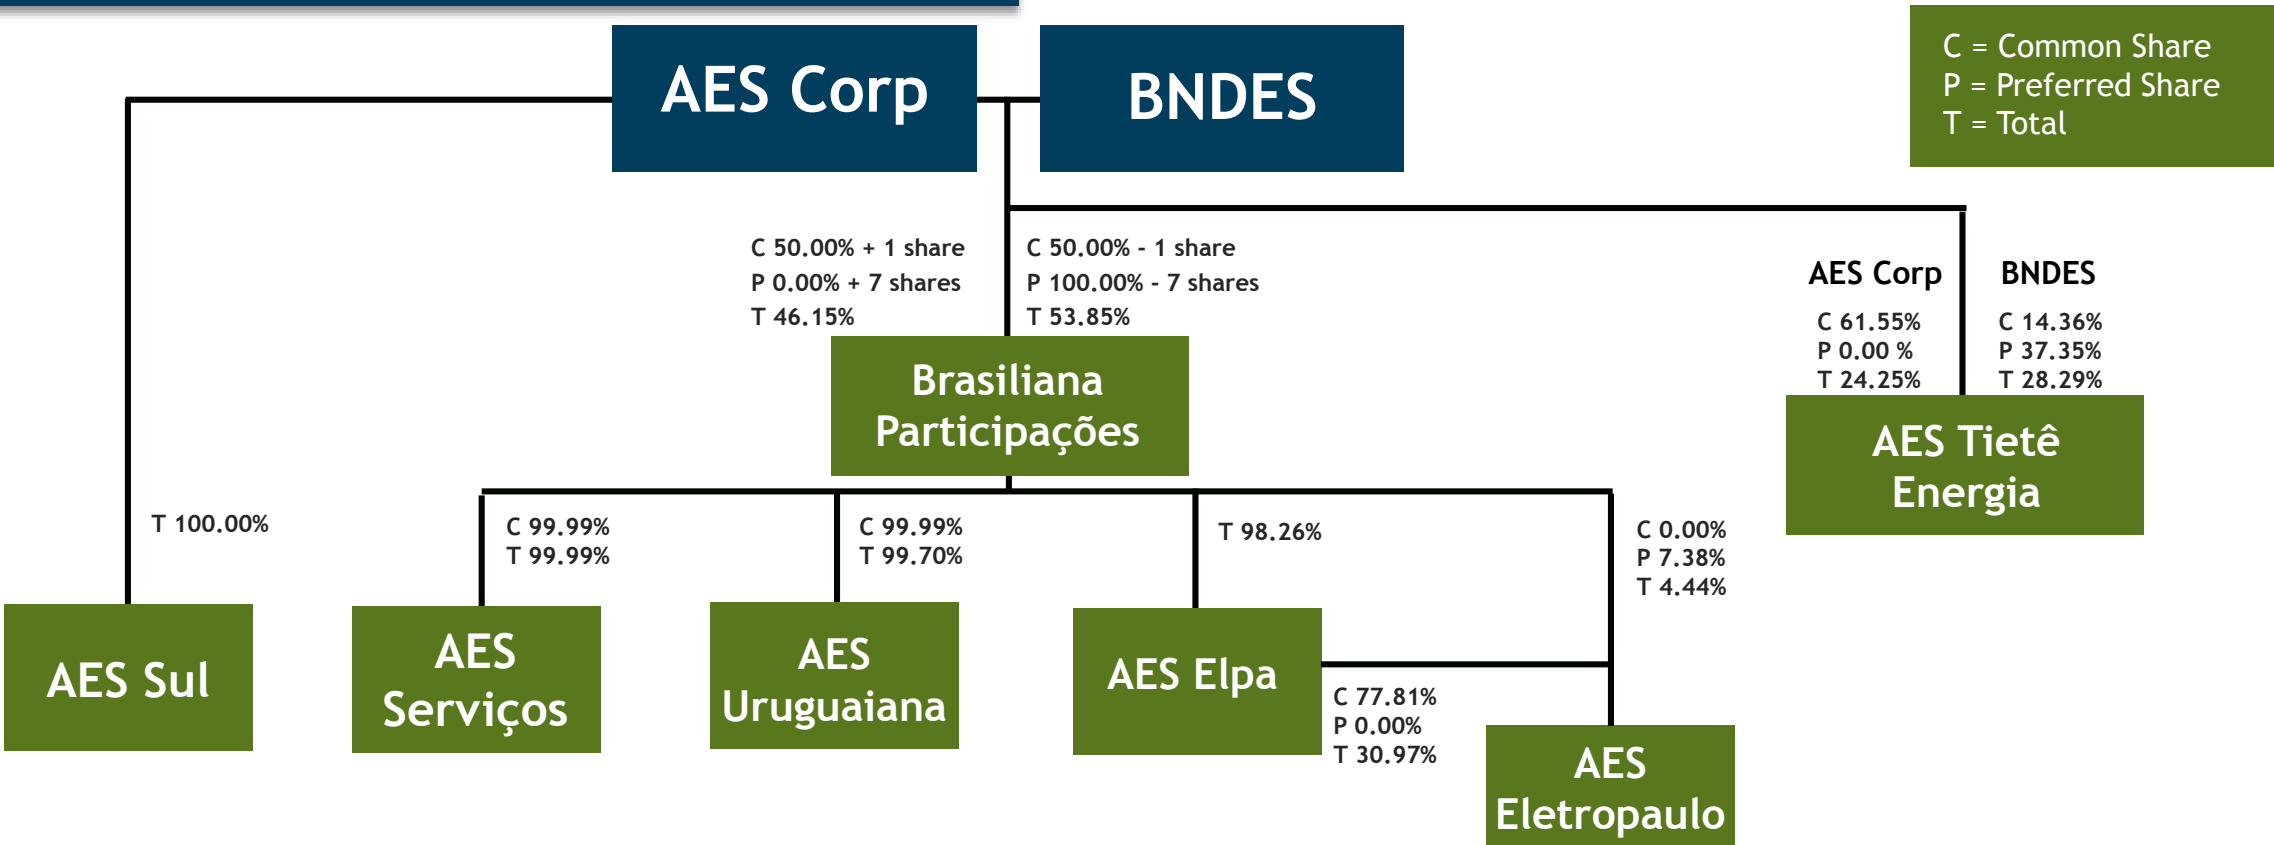 AES Corp
BNDES
C = Common Share
P = Preferred Share
T = Total
C 50.00% + 1 share
P 0.00% + 7 shares
T 46.15%
C 50.00% - 1 share
P 100.00% - 7 shares
T 53.85%
AES Corp
C 61.55%
P 0.00 %
T 24.25%
BNDES
C 14.36%
P 37.35%
T 28.29%
Brasiliana
Participações
AES Tietê
Energia
T 100.00%
C 99.99%
T 99.99%
C 99.99%
T 99.70%
T 98.26%
C 0.00%
P 7.38%
T 4.44%
AES Sul
AES
Serviços
AES
Uruguaiana
AES Elpa
C 77.81%
P 0.00%
T 30.97%
AES
Eletropaulo